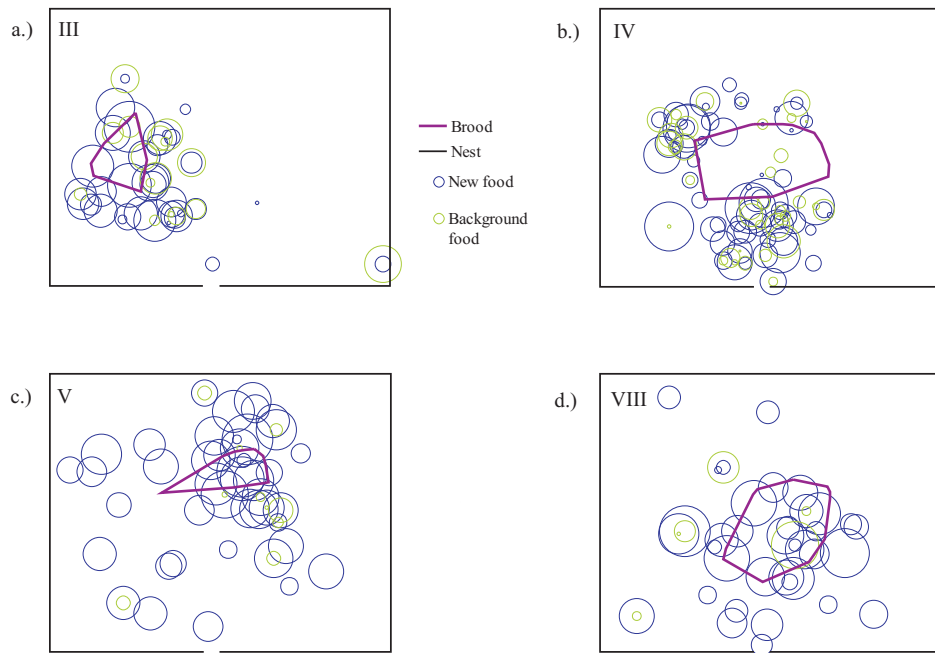 a.)
III
b.)
IV
Brood
Nest
New food
Background
food
c.)
V
d.)
VIII